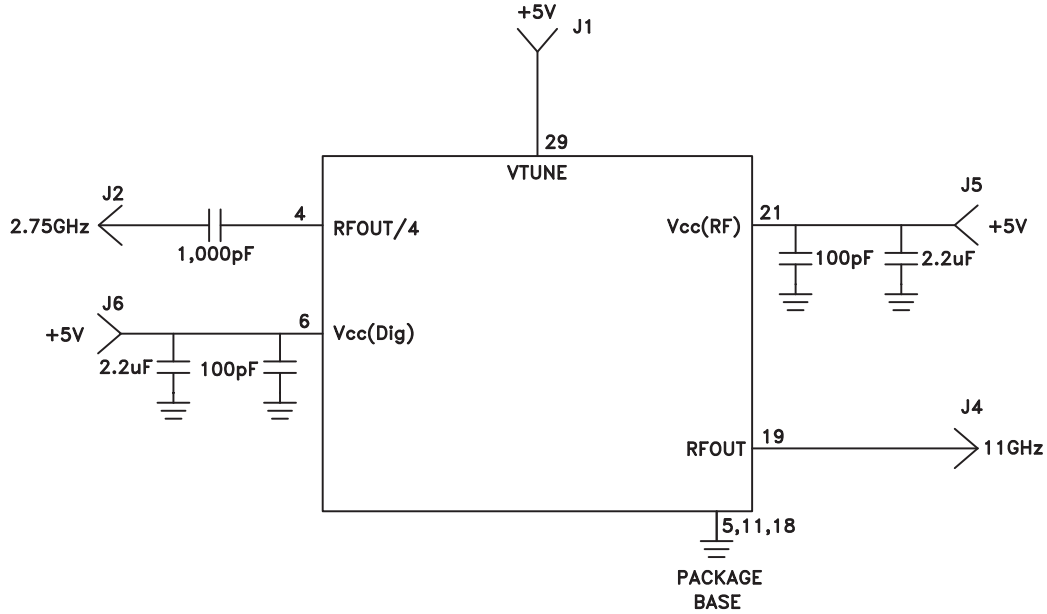 +5V
J1
29
VTUNE
J2
2.75GHz
1,000pF
4
RFOUT/4
Vcc(RF)
21
J5
+5V
100pF
2.2uF
J6
+5V
6
Vcc(Dig)
2.2uF
100pF
J4
RFOUT
19
11GHz
5,11,18
PACKAGE
BASE